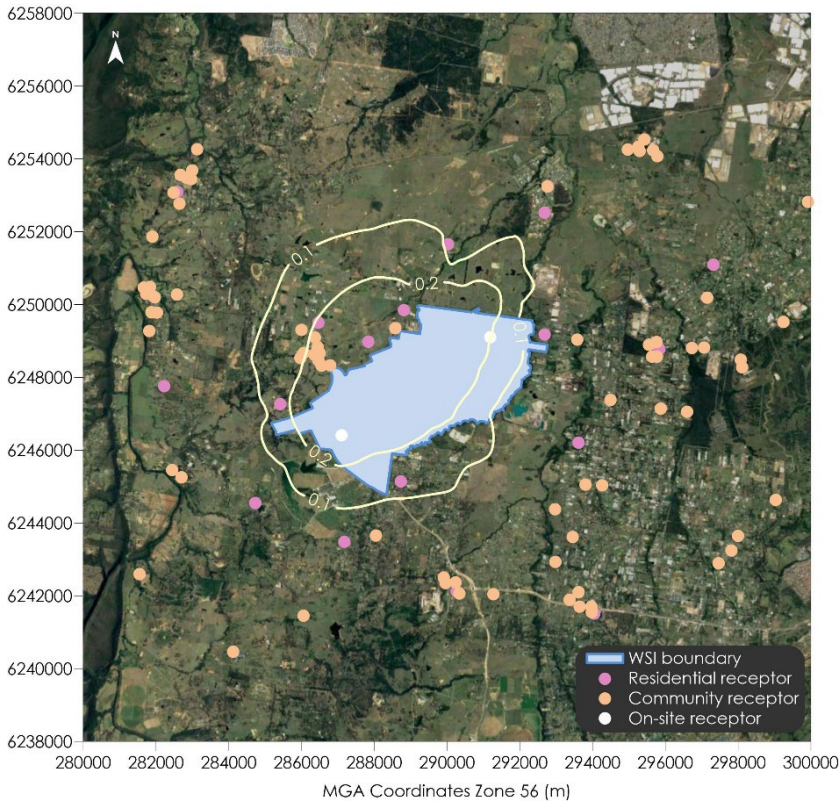 6258000
N
6256000
6254000
6252000
0.1
6250000
0.2
0.1
6248000
6246000
0.2
0.1
6244000
6242000
6240000
WSI boundary
Residential receptor
Community receptor
On-site receptor
6238000
280000 282000 284000 286000 288000 290000 292000 294000 296000 298000 300000
MGA Coordinates Zone 56 (m)